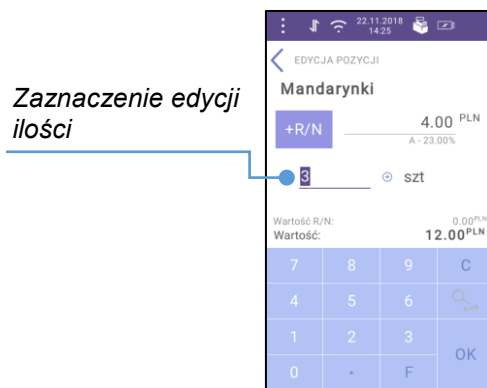 22.11.2018
14:25
EDYCJA POZYCJI
Mandarynki
Zaznaczenie edycji
ilości
+R/N 4.00 PLN
A - 23.00%
3 szt
Wartość R/N: 0.00PLN
Wartość: 12.00PLN
7 8 9 C
4 5 6
1 2 3
0 . F OK